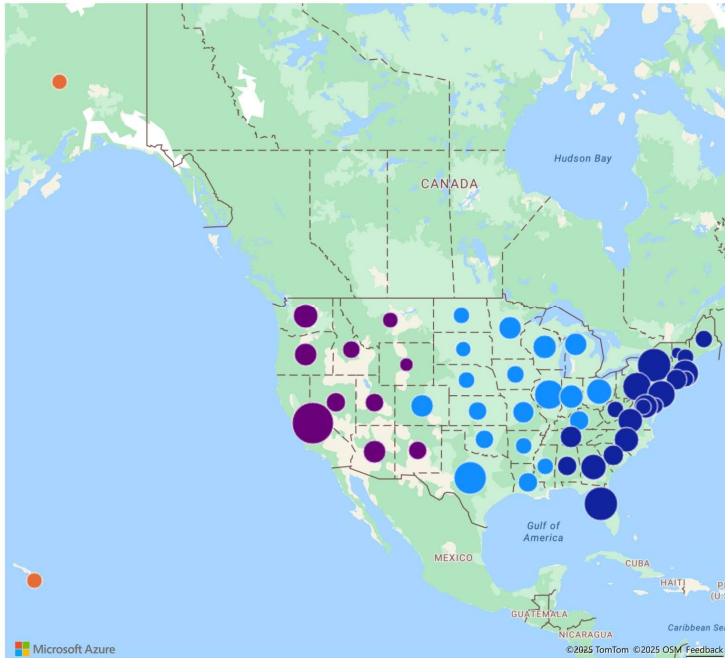 Hudson Bay
CANADA
Gulf of
America
MEXICO
CUBA
HAITI
P
(U.S
GUATEMALA
NICARAGUA
Caribbean Sea
Microsoft Azure
©2025 TomTom ©2025 OSM Feedback